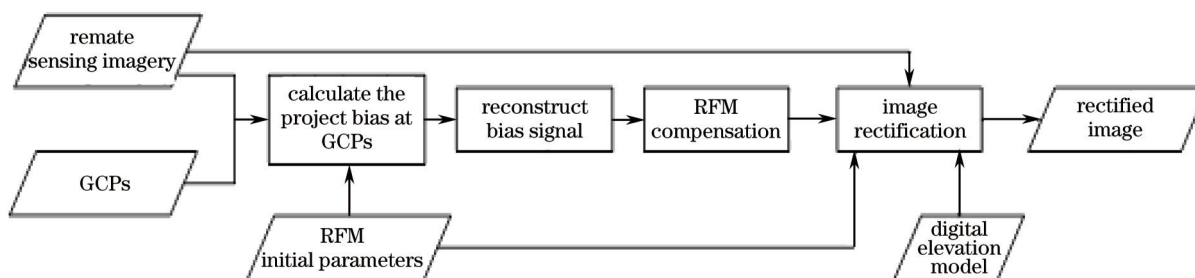 remate
sensing imagery
GCPs
calculate the
project bias at
GCPs
RFM
initial parameters
reconstruct
bias signal
RFM
compensation
image
rectification
digital
elevation
model
rectified
image